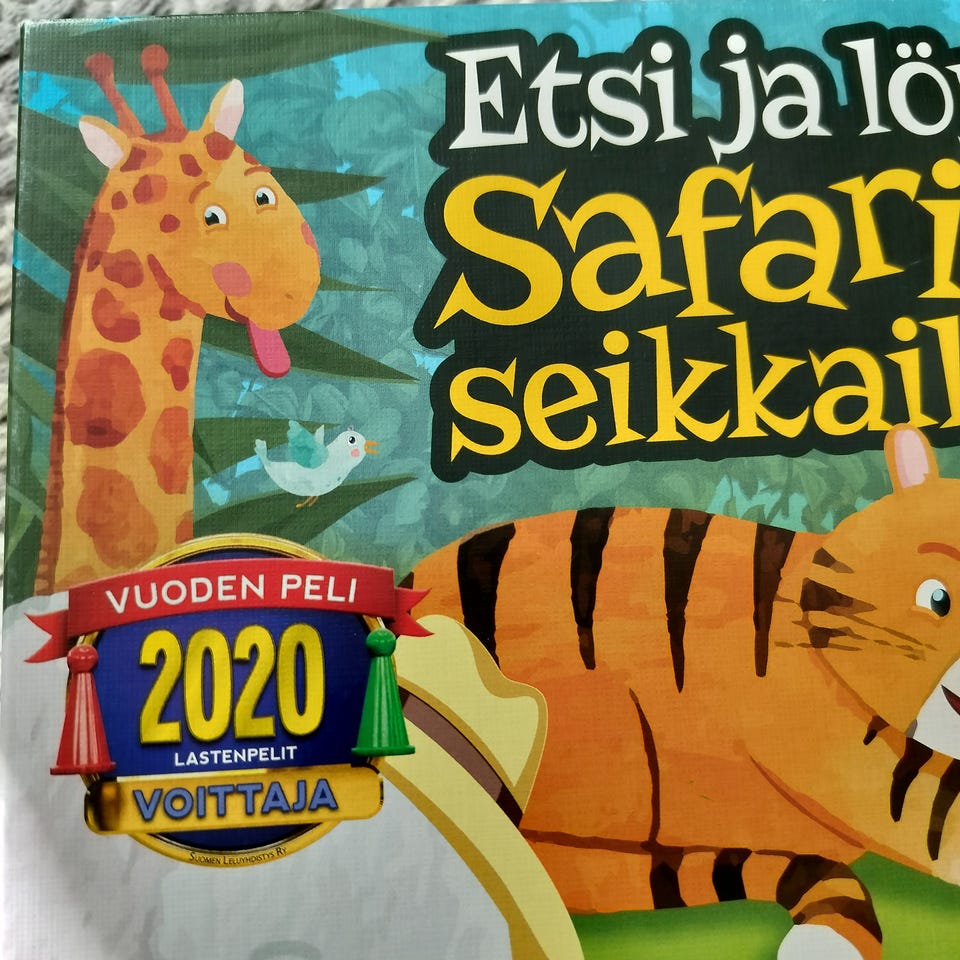 Etsi ja lö
Safari
seikkail
VUODEN PELI
2020
LASTENPELIT
VOITTAJA
SUOMEN LELUYHDISTYS RY